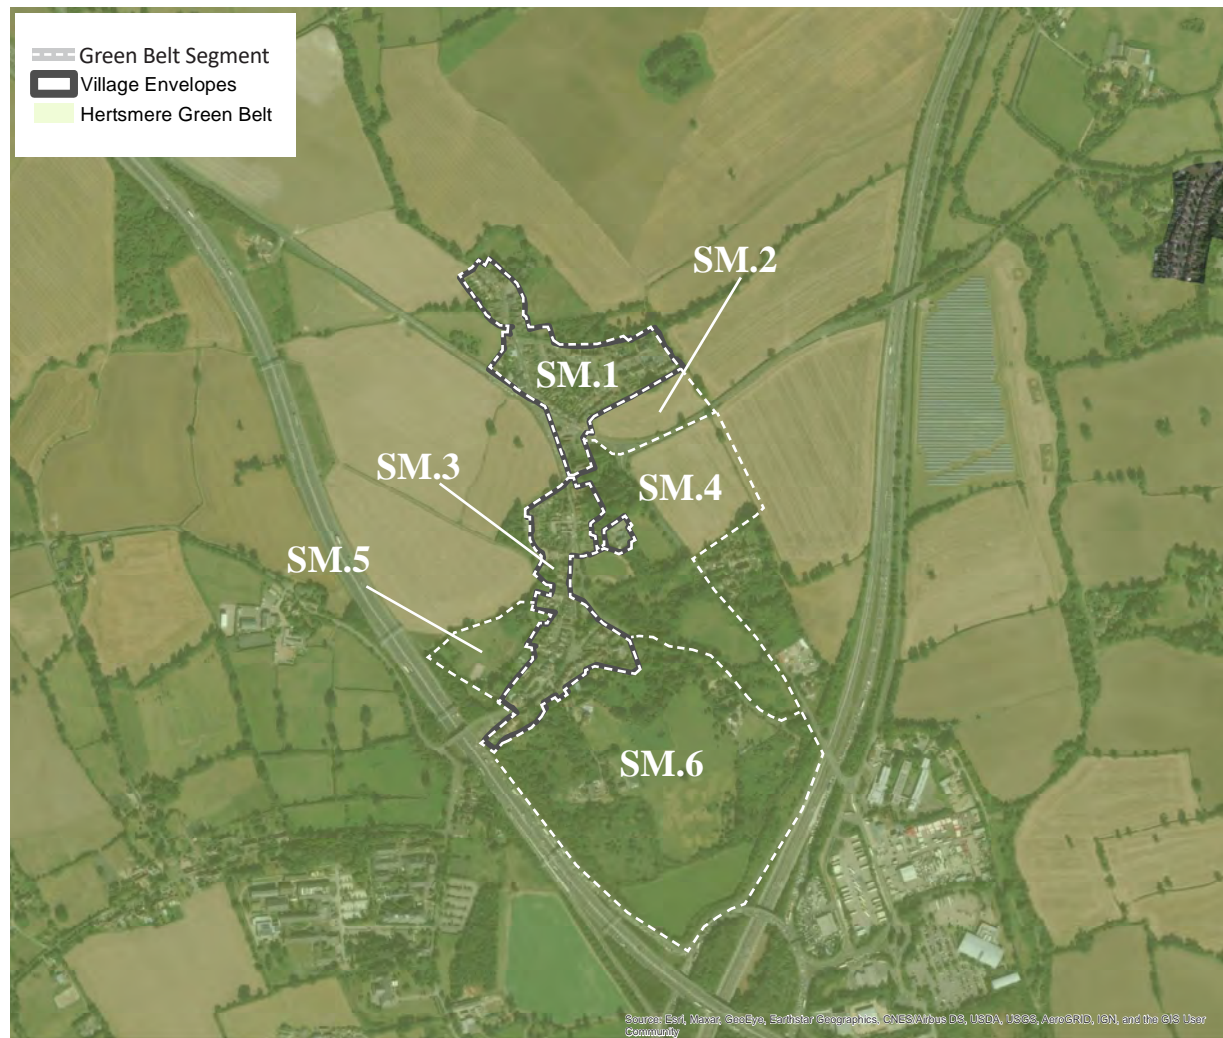 Green Belt Segment
Village Envelopes
Hertsmere Green Belt
SM.2
SM.1
SM.3
SM.4
SM.5
SM.6
Source: Esri, Maxar, GeoEye, Earthstar Geographics, CNES/Airbus DS, USDA, USGS, AeroGRID, IGN, and the GIS User
Community